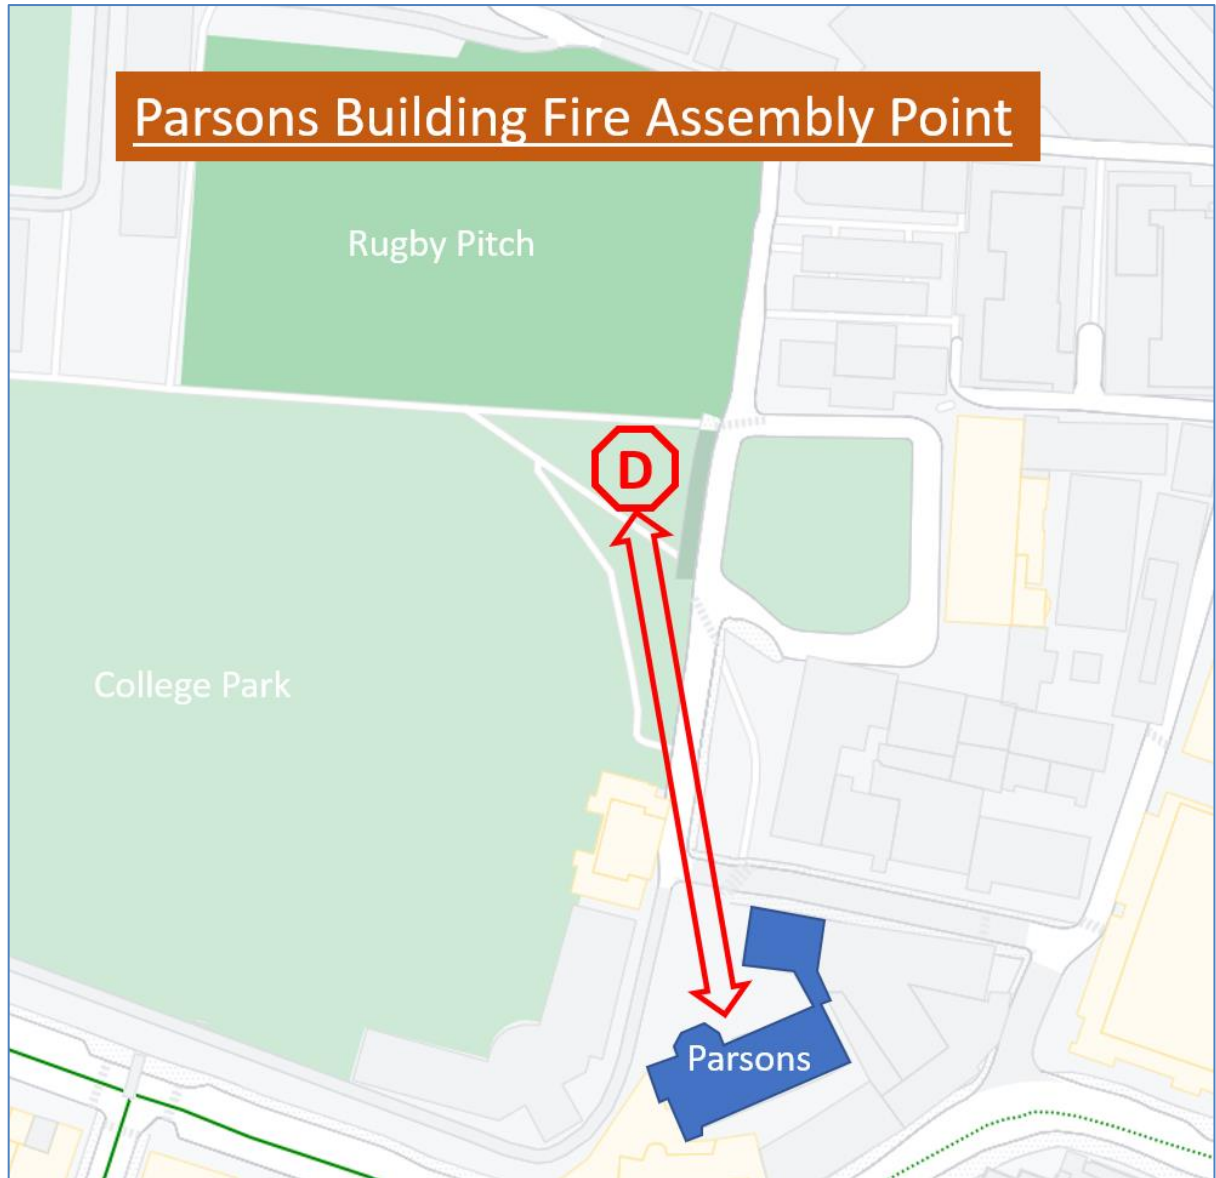 Parsons Building Fire Assembly Point
Rugby Pitch
D
College Park
Parsons